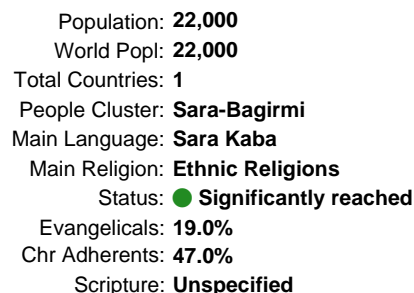 Population: 22,000
World Popl: 22,000
Total Countries: 1
People Cluster: Sara-Bagirmi
Main Language: Sara Kaba
Main Religion: Ethnic Religions
Status: Significantly reached
Evangelicals: 19.0%
Chr Adherents: 47.0%
Scripture: Unspecified